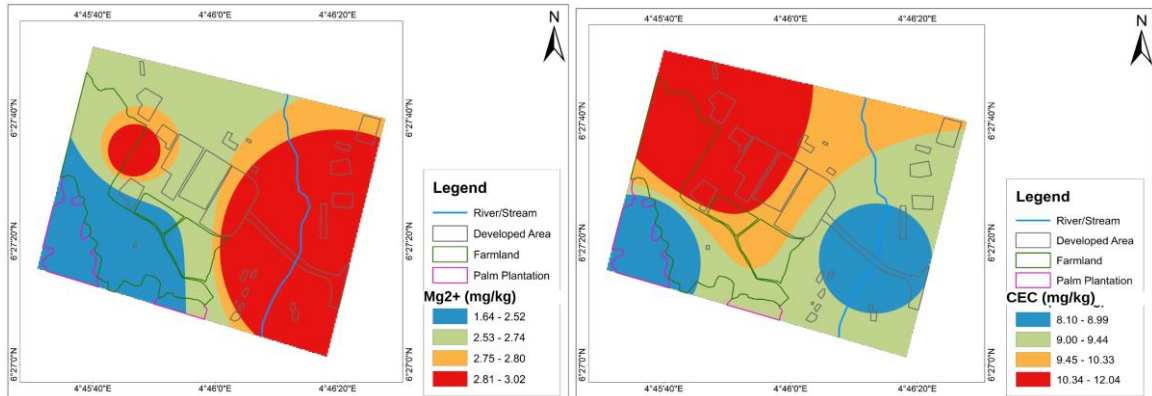 4°45'40"E 4°46'0"E 4°46'20"E
N
6°27'40"N
6°27'20"N
6°27'0"N
6°27'40"N
6°27'20"N
6°27'0"N
Legend
River/Stream
Developed Area
Farmland
Palm Plantation
Mg2+ (mg/kg)
1.64 - 2.52
2.53 - 2.74
2.75 - 2.80
2.81 - 3.02
4°45'40"E 4°46'0"E 4°46'20"E
4°45'40"E 4°46'0"E 4°46'20"E
N
6°27'40"N
6°27'20"N
6°27'0"N
6°27'40"N
6°27'20"N
6°27'0"N
Legend
River/Stream
Developed Area
Farmland
Palm Plantation
CEC (mg/kg)
8.10 - 8.99
9.00 - 9.44
9.45 - 10.33
10.34 - 12.04
4°45'40"E 4°46'0"E 4°46'20"E